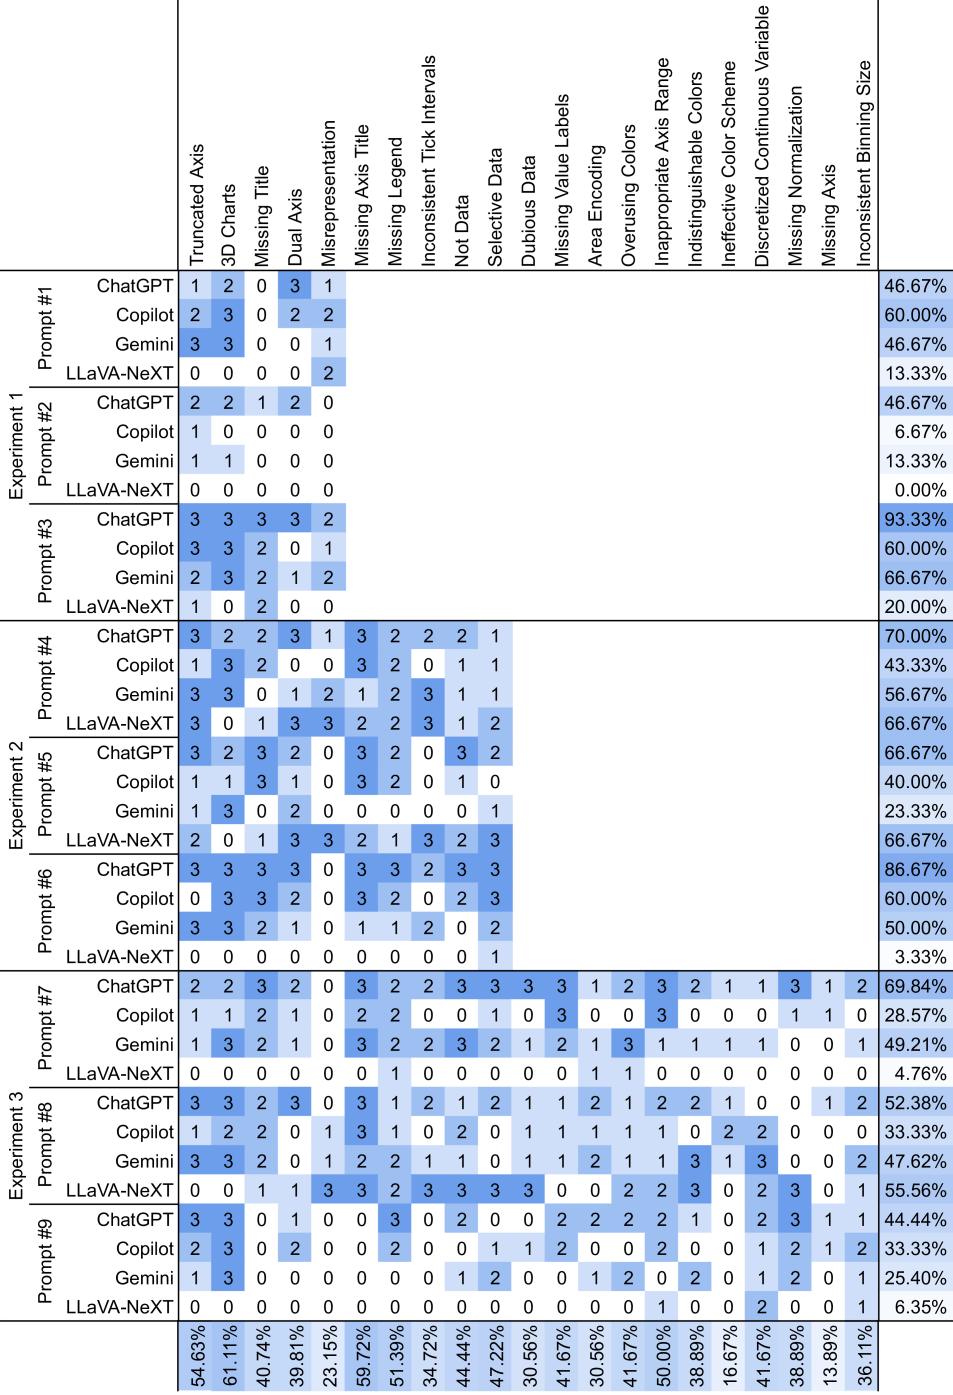 Truncated Axis
3D Charts
Missing Title
Dual Axis
Misrepresentation
Missing Axis Title
Missing Legend
Inconsistent Tick Intervals
Not Data
Selective Data
Dubious Data
Missing Value Labels
Area Encoding
Overusing Colors
Inappropriate Axis Range
Indistinguishable Colors
Ineffective Color Scheme
Discretized Continuous Variable
Missing Normalization
Missing Axis
Inconsistent Binning Size
Experiment 1
Prompt #1
ChatGPT 1 2 0 3 1 46.67%
Copilot 2 3 0 2 2 60.00%
Gemini 3 3 0 0 1 46.67%
LLaVA-NeXT 0 0 0 0 2 13.33%
Prompt #2
ChatGPT 2 2 1 2 0 46.67%
Copilot 1 0 0 0 0 6.67%
Gemini 1 1 0 0 0 13.33%
LLaVA-NeXT 0 0 0 0 0 0.00%
Prompt #3
ChatGPT 3 3 3 3 2 93.33%
Copilot 3 3 2 0 1 60.00%
Gemini 2 3 2 1 2 66.67%
LLaVA-NeXT 1 0 2 0 0 20.00%
Experiment 2
Prompt #4
ChatGPT 3 2 2 3 1 3 2 2 2 1 70.00%
Copilot 1 3 2 0 0 3 2 0 1 1 43.33%
Gemini 3 3 0 1 2 1 2 3 1 1 56.67%
LLaVA-NeXT 3 0 1 3 3 2 2 3 1 2 66.67%
Prompt #5
ChatGPT 3 2 3 2 0 3 2 0 3 2 66.67%
Copilot 1 1 3 1 0 3 2 0 1 0 40.00%
Gemini 1 3 0 2 0 0 0 0 0 1 23.33%
LLaVA-NeXT 2 0 1 3 3 2 1 3 2 3 66.67%
Prompt #6
ChatGPT 3 3 3 3 0 3 3 2 3 3 86.67%
Copilot 0 3 3 2 0 3 2 0 2 3 60.00%
Gemini 3 3 2 1 0 1 1 2 0 2 50.00%
LLaVA-NeXT 0 0 0 0 0 0 0 0 0 1 3.33%
Experiment 3
Prompt #7
ChatGPT 2 2 3 2 0 3 2 2 3 3 3 3 1 2 3 2 1 1 3 1 2 69.84%
Copilot 1 1 2 1 0 2 2 0 0 1 0 3 0 0 3 0 0 0 1 1 0 28.57%
Gemini 1 3 2 1 0 3 2 2 3 2 1 2 1 3 1 1 1 1 0 0 1 49.21%
LLaVA-NeXT 0 0 0 0 0 0 1 0 0 0 0 0 1 1 0 0 0 0 0 0 0 4.76%
Prompt #8
ChatGPT 3 3 2 3 0 3 1 2 1 2 1 1 2 1 2 2 1 0 0 1 2 52.38%
Copilot 1 2 2 0 1 3 1 0 2 0 1 1 1 1 1 0 2 2 0 0 0 33.33%
Gemini 3 3 2 0 1 2 2 1 1 0 1 1 2 1 1 3 1 3 0 0 2 47.62%
LLaVA-NeXT 0 0 1 1 3 3 2 3 3 3 3 0 0 2 2 3 0 2 3 0 1 55.56%
Prompt #9
ChatGPT 3 3 0 1 0 0 3 0 2 0 0 2 2 2 2 1 0 2 3 1 1 44.44%
Copilot 2 3 0 2 0 0 2 0 0 1 1 2 0 0 2 0 0 1 2 1 2 33.33%
Gemini 1 3 0 0 0 0 0 0 1 2 0 0 1 2 0 2 0 1 2 0 1 25.40%
LLaVA-NeXT 0 0 0 0 0 0 0 0 0 0 0 0 0 0 1 0 0 2 0 0 1 6.35%
54.63% 61.11% 40.74% 39.81% 23.15% 59.72% 51.39% 34.72% 44.44% 47.22% 30.56% 41.67% 30.56% 41.67% 50.00% 38.89% 16.67% 41.67% 38.89% 13.89% 36.11%